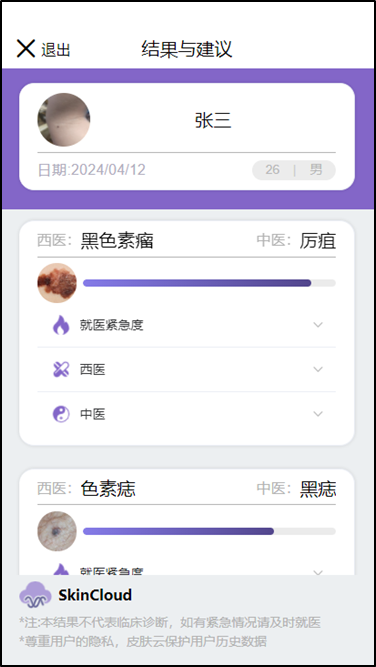 退出 结果与建议
张三
日期:2024/04/12 26 | 男
西医: 黑色素瘤 中医: 厉疽
就医紧急度
西医
中医
西医: 色素痣 中医: 黑痣
就医紧急度
SkinCloud
*注:本结果不代表临床诊断，如有紧急情况请及时就医
*尊重用户的隐私，皮肤云保护用户历史数据